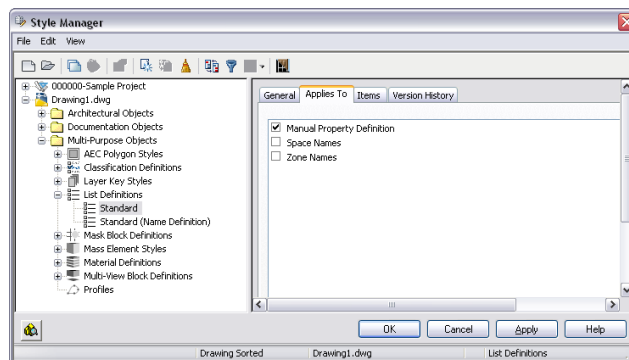 Style Manager
File Edit View
000000-Sample Project
Drawing1.dwg
Architectural Objects
Documentation Objects
Multi-Purpose Objects
AEC Polygon Styles
Classification Definitions
Layer Key Styles
List Definitions
Standard
Standard (Name Definition)
Mask Block Definitions
Mass Element Styles
Material Definitions
Multi-View Block Definitions
Profiles
General Applies To Items Version History
Manual Property Definition
Space Names
Zone Names
OK Cancel Apply Help
Drawing Sorted Drawing1.dwg List Definitions